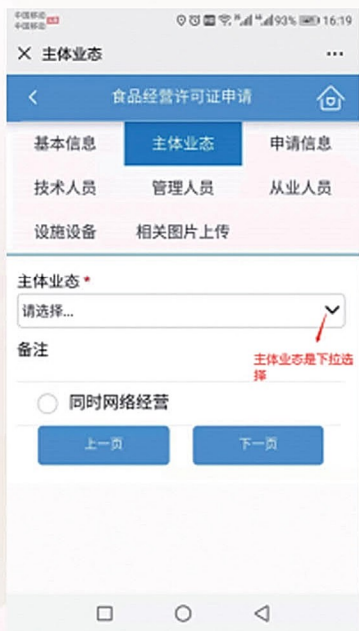 中国移动
中国移动
93% 16:19
主体业态
食品经营许可证申请
基本信息 主体业态 申请信息
技术人员 管理人员 从业人员
设施设备 相关图片上传
主体业态 *
请选择...
备注
主体业态是下拉选
择
同时网络经营
上一页 下一页